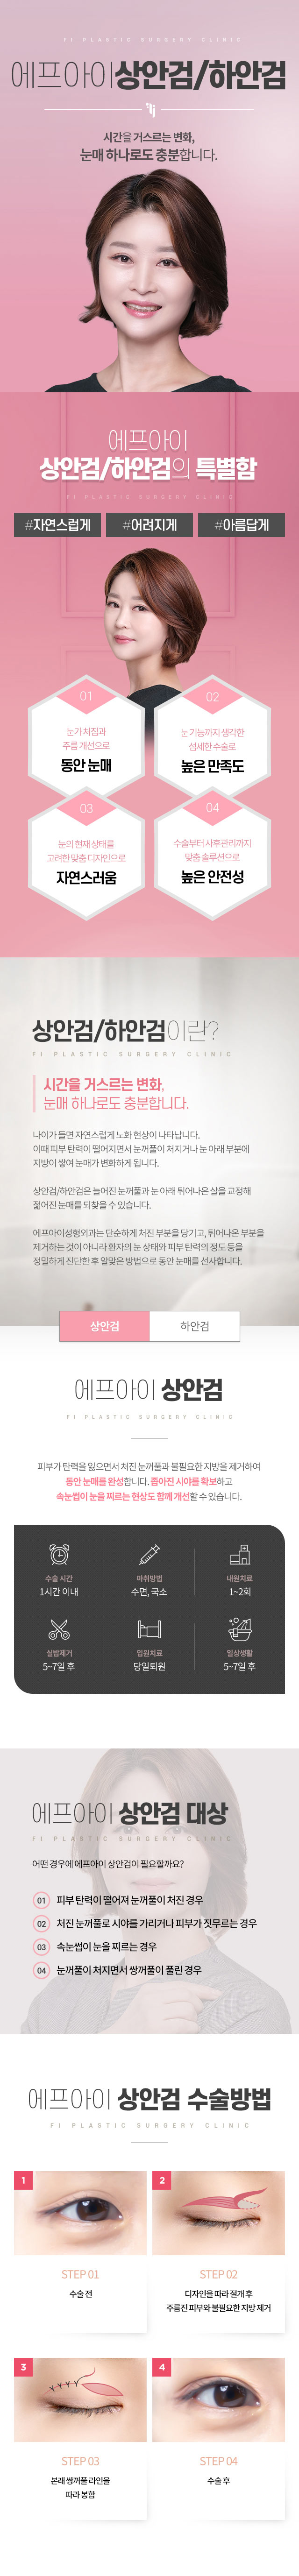 FI PLASTIC SURGERY CLINIC
에프아이상안검/하안검
시간을 거스르는 변화,
눈매 하나로도 충분합니다.
에프아이
상안검/하안검의 특별함
FI PLASTIC SURGERY CLINIC
#자연스럽게 #어려지게 #아름답게
01
눈가 처짐과
주름 개선으로
동안 눈매
02
눈 기능까지 생각한
섬세한 수술로
높은 만족도
03
눈의 현재 상태를
고려한 맞춤 디자인으로
자연스러움
04
수술부터 사후관리까지
맞춤 솔루션으로
높은 안전성
상안검/하안검이란?
FI PLASTIC SURGERY CLINIC
시간을 거스르는 변화,
눈매 하나로도 충분합니다.
나이가 들면 자연스럽게 노화 현상이 나타납니다.
이때 피부 탄력이 떨어지면서 눈꺼풀이 처지거나 눈 아래 부분에
지방이 쌓여 눈매가 변화하게 됩니다.
상안검/하안검은 늘어진 눈꺼풀과 눈 아래 튀어나온 살을 교정해
젊어진 눈매를 되찾을 수 있습니다.
에프아이성형외과는 단순하게 처진 부분을 당기고, 튀어나온 부분을
제거하는 것이 아니라 환자의 눈 상태와 피부 탄력의 정도 등을
정밀하게 진단한 후 알맞은 방법으로 동안 눈매를 선사합니다.
상안검 하안검
에프아이 상안검
FI PLASTIC SURGERY CLINIC
피부가 탄력을 잃으면서 처진 눈꺼풀과 불필요한 지방을 제거하여
동안 눈매를 완성합니다. 좁아진 시야를 확보하고
속눈썹이 눈을 찌르는 현상도 함께 개선할 수 있습니다.
수술 시간
1시간 이내
마취방법
수면, 국소
내원치료
1~2회
실밥제거
5~7일 후
입원치료
당일퇴원
일상생활
5~7일 후
에프아이 상안검 대상
FI PLASTIC SURGERY CLINIC
어떤 경우에 에프아이 상안검이 필요할까요?
01 피부 탄력이 떨어져 눈꺼풀이 처진 경우
02 처진 눈꺼풀로 시야를 가리거나 피부가 짓무르는 경우
03 속눈썹이 눈을 찌르는 경우
04 눈꺼풀이 처지면서 쌍꺼풀이 풀린 경우
에프아이 상안검 수술방법
FI PLASTIC SURGERY CLINIC
1
STEP 01
수술 전
2
STEP 02
디자인을 따라 절개 후
주름진 피부와 불필요한 지방 제거
3
STEP 03
본래 쌍꺼풀 라인을
따라 봉합
4
STEP 04
수술 후